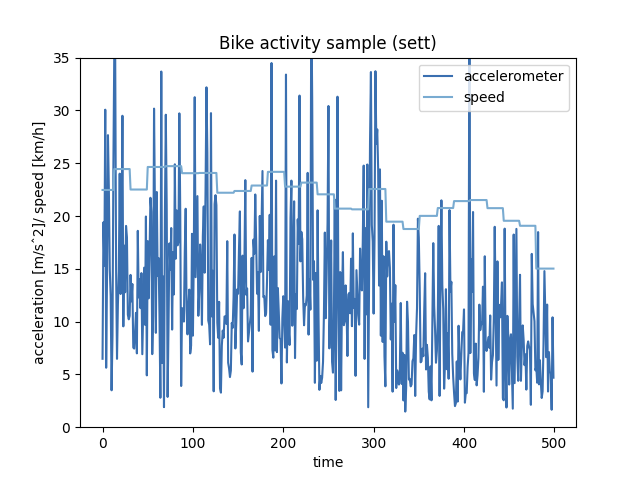 Bike activity sample (sett)
accelerometer
speed
acceleration [m/s^2]/ speed [km/h]
35
30
25
20
15
10
5
0
0 100 200 300 400 500
time